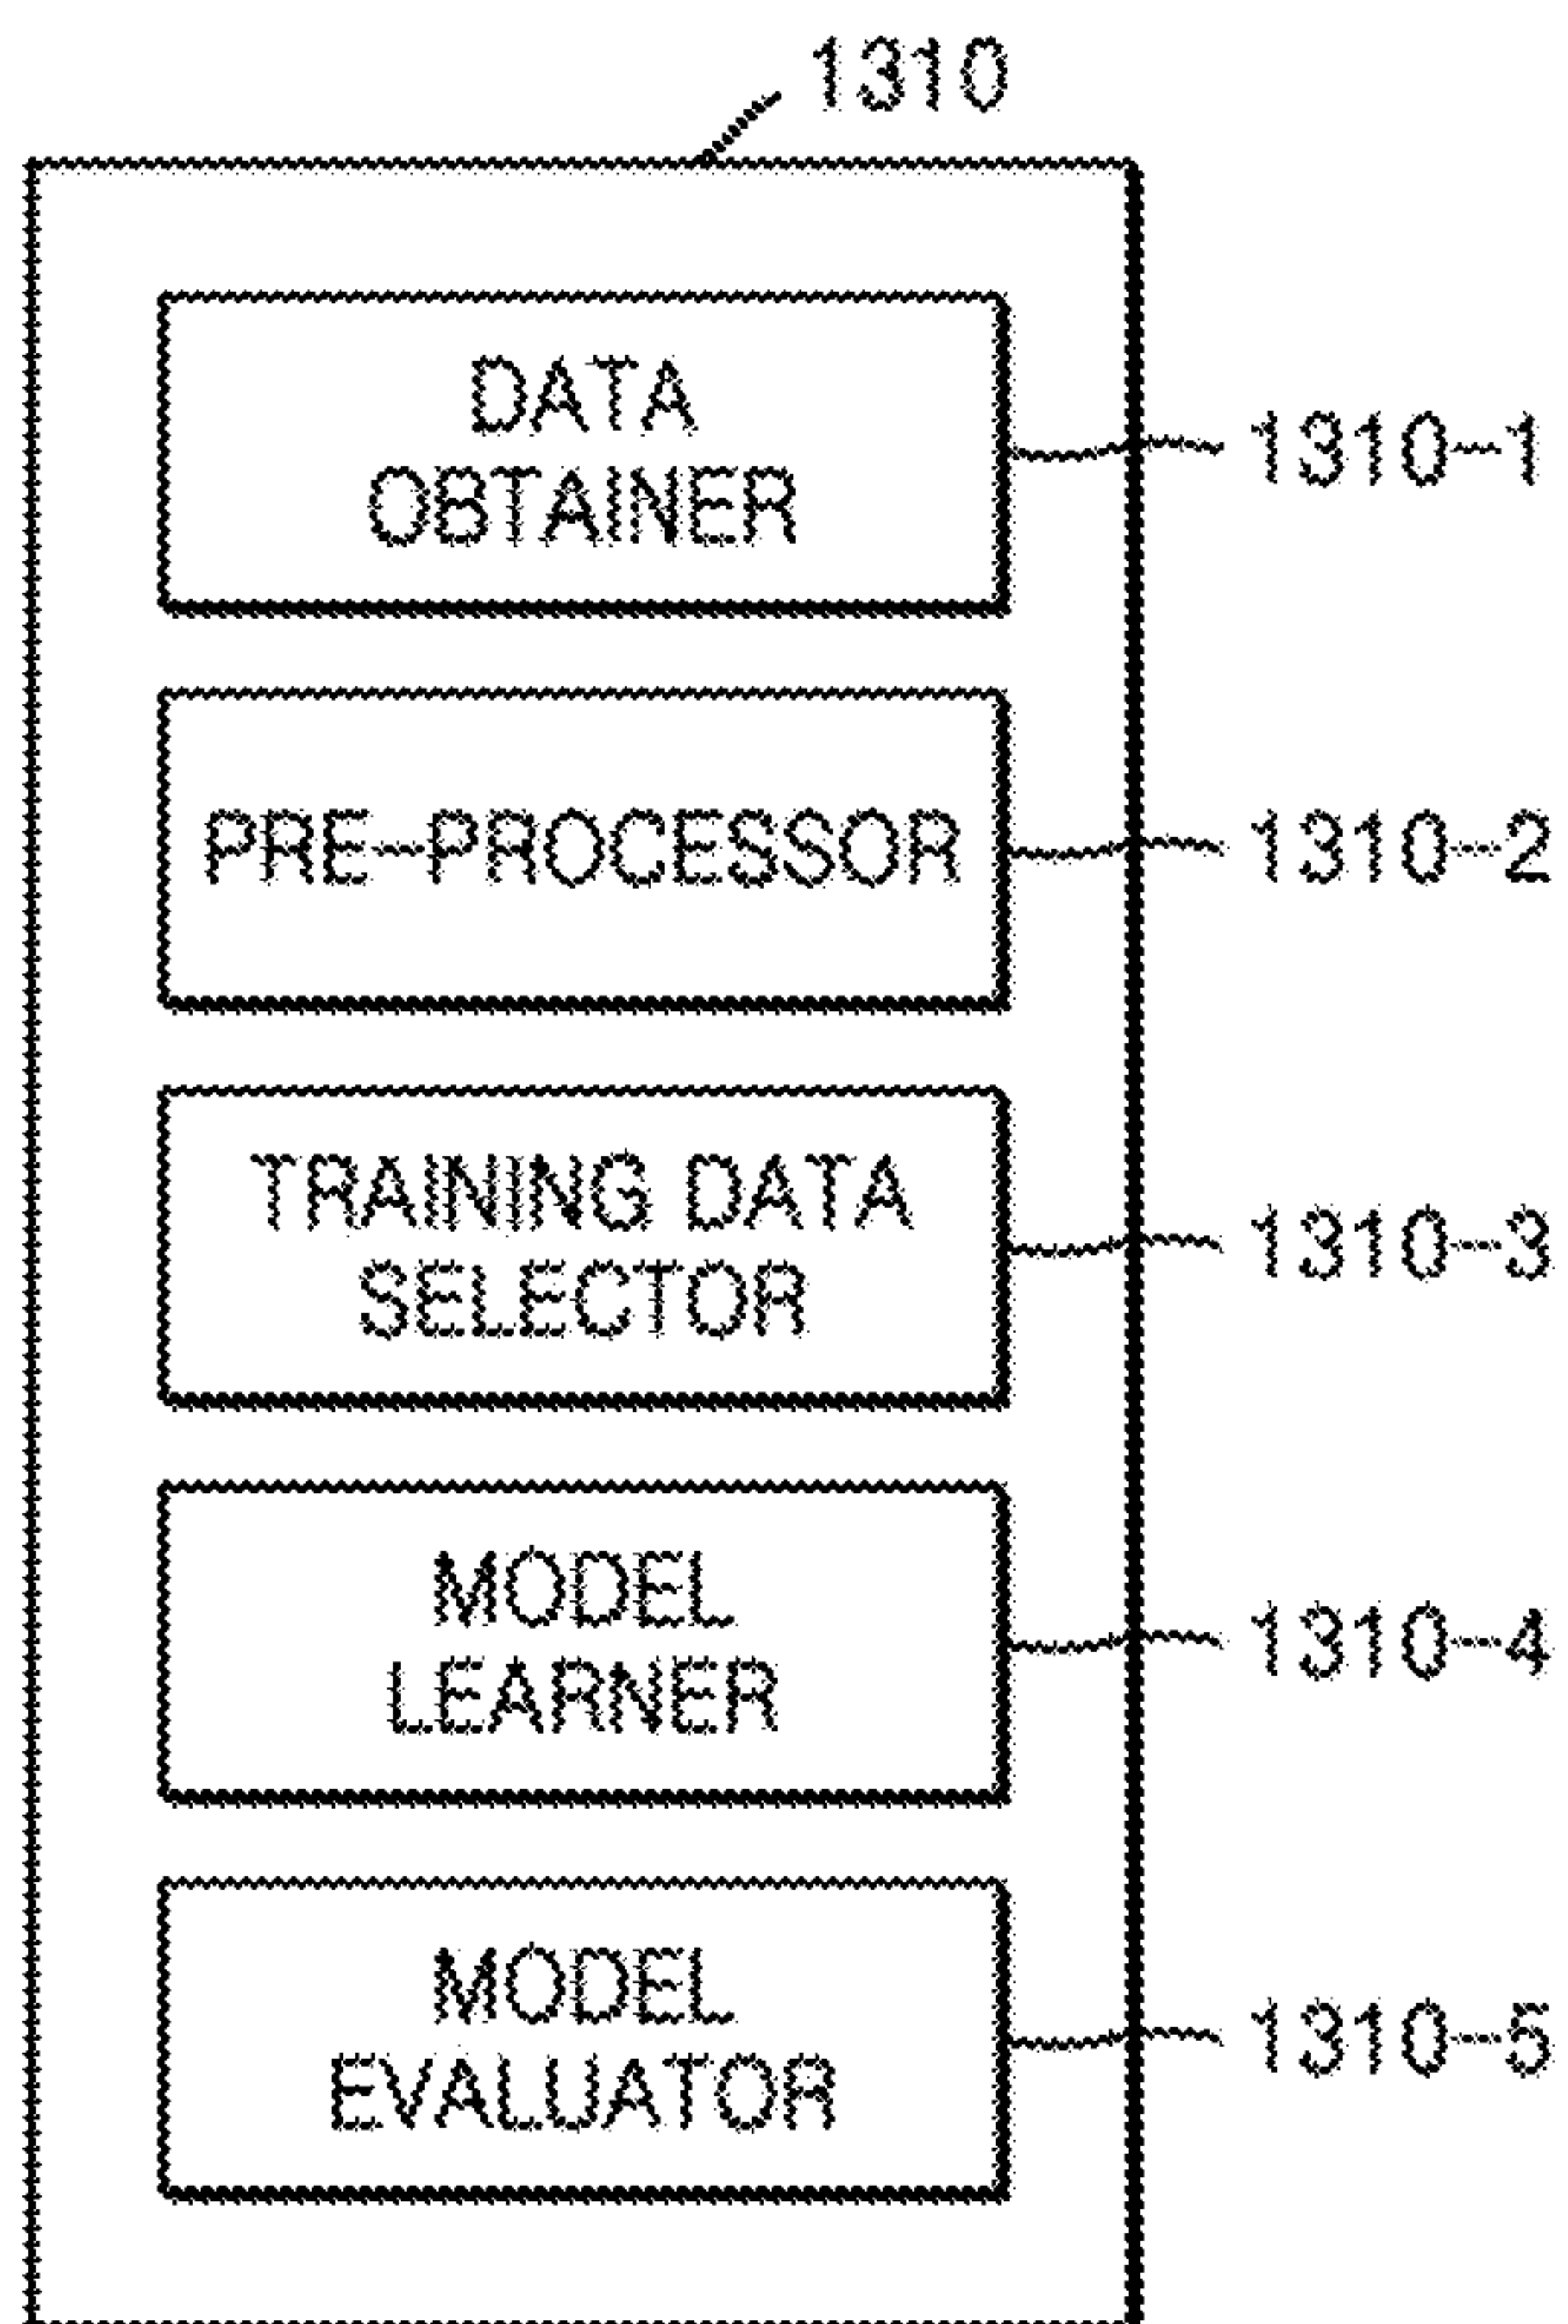 1310
DATA
OBTAINER
1310-1
PRE-PROCESSOR
1310-2
TRAINING DATA
SELECTOR
1310-3
MODEL
LEARNER
1310-4
MODEL
EVALUATOR
1310-5